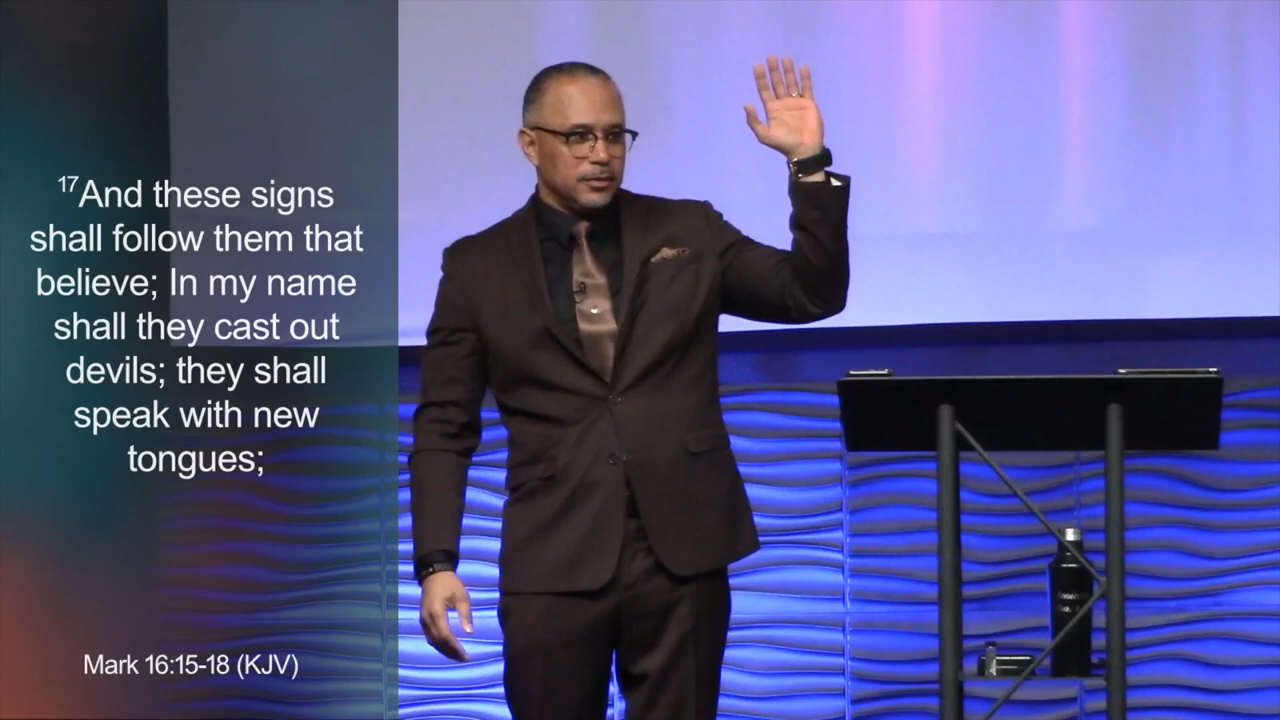 17And these signs
shall follow them that
believe; In my name
shall they cast out
devils; they shall
speak with new
tongues;
Mark 16:15-18 (KJV)